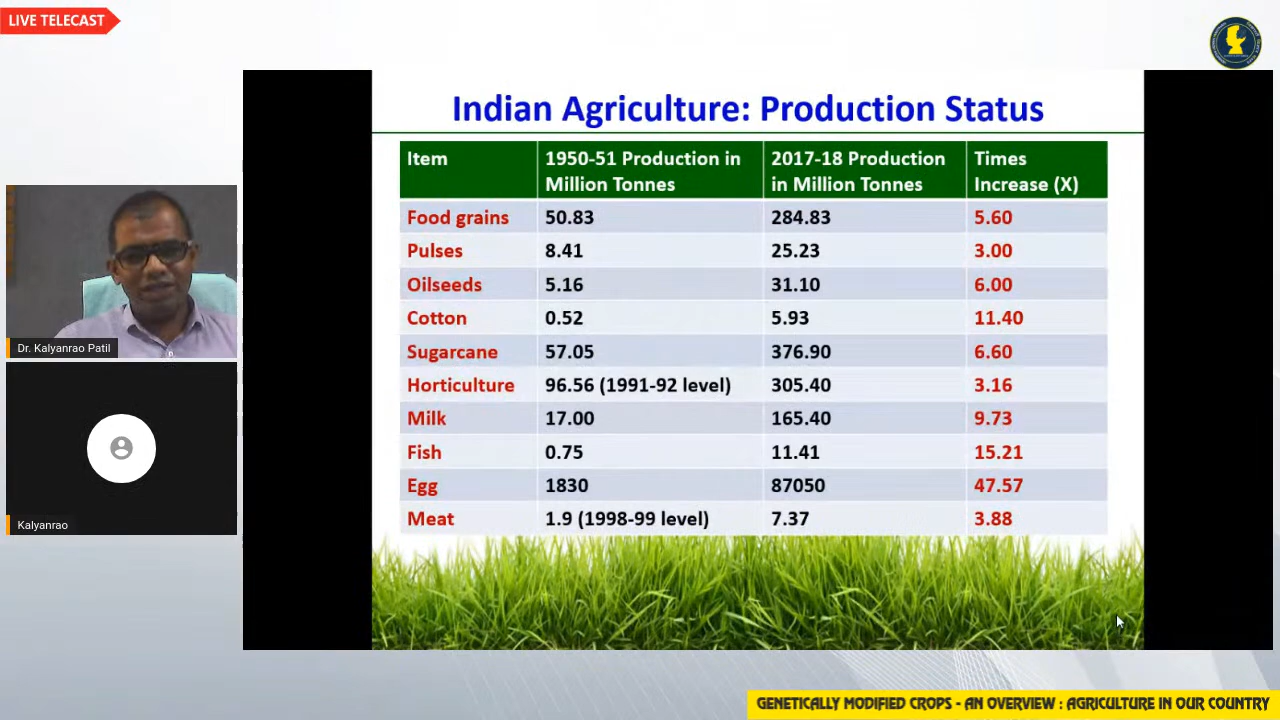 LIVE TELECAST
Indian Agriculture: Production Status
Item 1950-51 Production in Million Tonnes 2017-18 Production in Million Tonnes Times Increase (X)
Food grains 50.83 284.83 5.60
Pulses 8.41 25.23 3.00
Oilseeds 5.16 31.10 6.00
Cotton 0.52 5.93 11.40
Sugarcane 57.05 376.90 6.60
Horticulture 96.56 (1991-92 level) 305.40 3.16
Milk 17.00 165.40 9.73
Fish 0.75 11.41 15.21
Egg 1830 87050 47.57
Meat 1.9 (1998-99 level) 7.37 3.88
Dr. Kalyanrao Patil
Kalyanrao
GENETICALLY MODIFIED CROPS - AN OVERVIEW : AGRICULTURE IN OUR COUNTRY